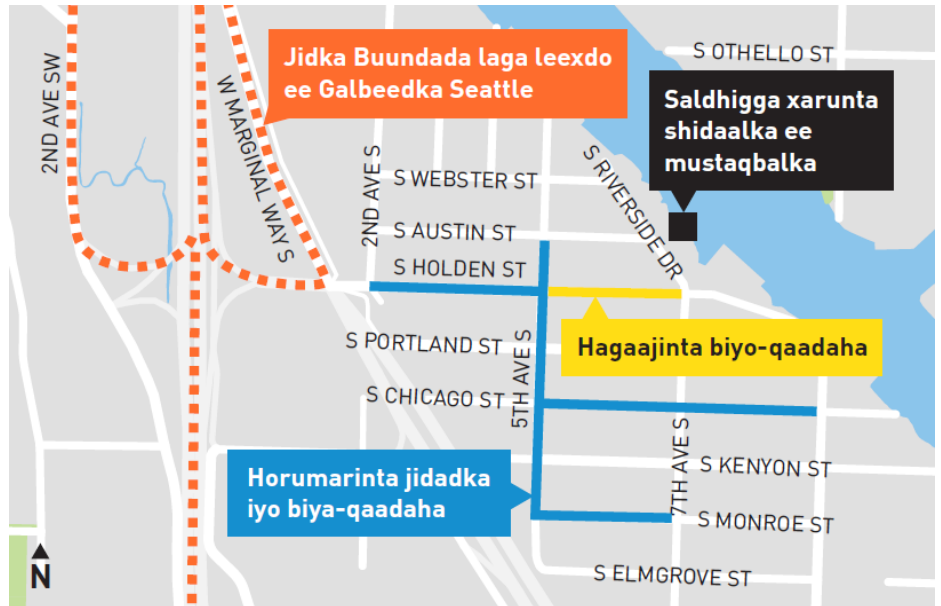 Jidka Buundada laga leexdo
ee Galbeedka Seattle
S OTHELLO ST
Saldhigga xarunta
shidaalka ee
mustaqbalka
2ND AVE SW
W MARGINAL WAY S
2ND AVE S
S WEBSTER ST
S RIVERSIDE DR
S AUSTIN ST
S HOLDEN ST
Hagaajinta biyo-qaadaha
S PORTLAND ST
5TH AVE S
S CHICAGO ST
7TH AVE S
S KENYON ST
Horumarinta jidadka
iyo biya-qaadaha
S MONROE ST
S ELMGROVE ST
N